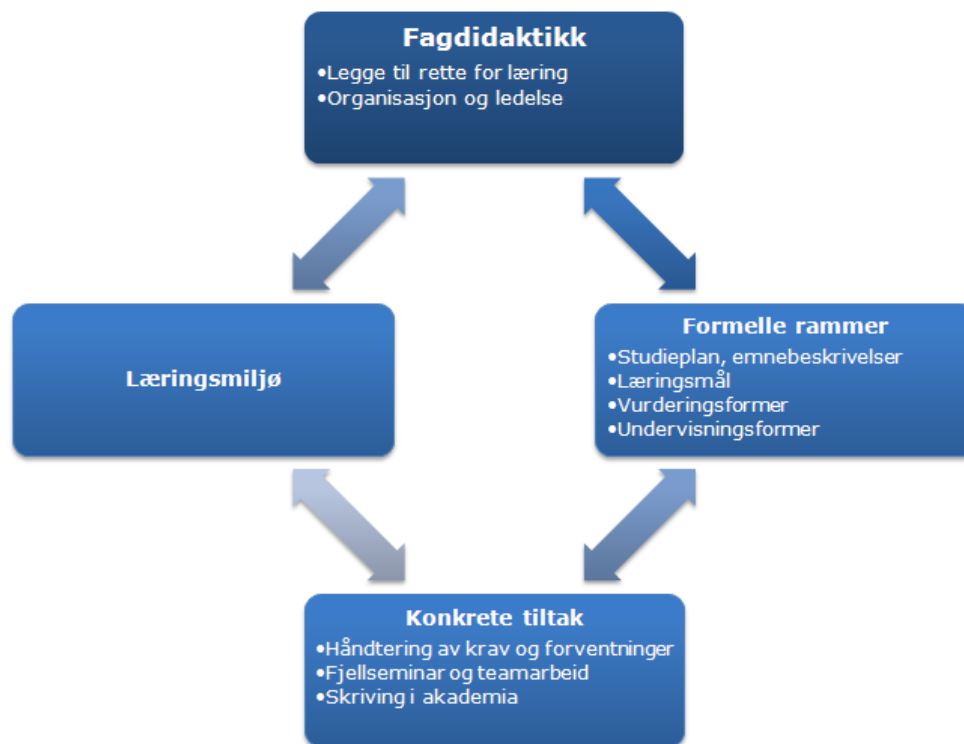 Fagdidaktikk
•Legge til rette for læring
•Organisasjon og ledelse
Læringsmiljø
Formelle rammer
•Studieplan, emnebeskrivelser
•Læringsmål
•Vurderingsformer
•Undervisningsformer
Konkrete tiltak
•Håndtering av krav og forventninger
•Fjellseminar og teamarbeid
•Skriving i akademia